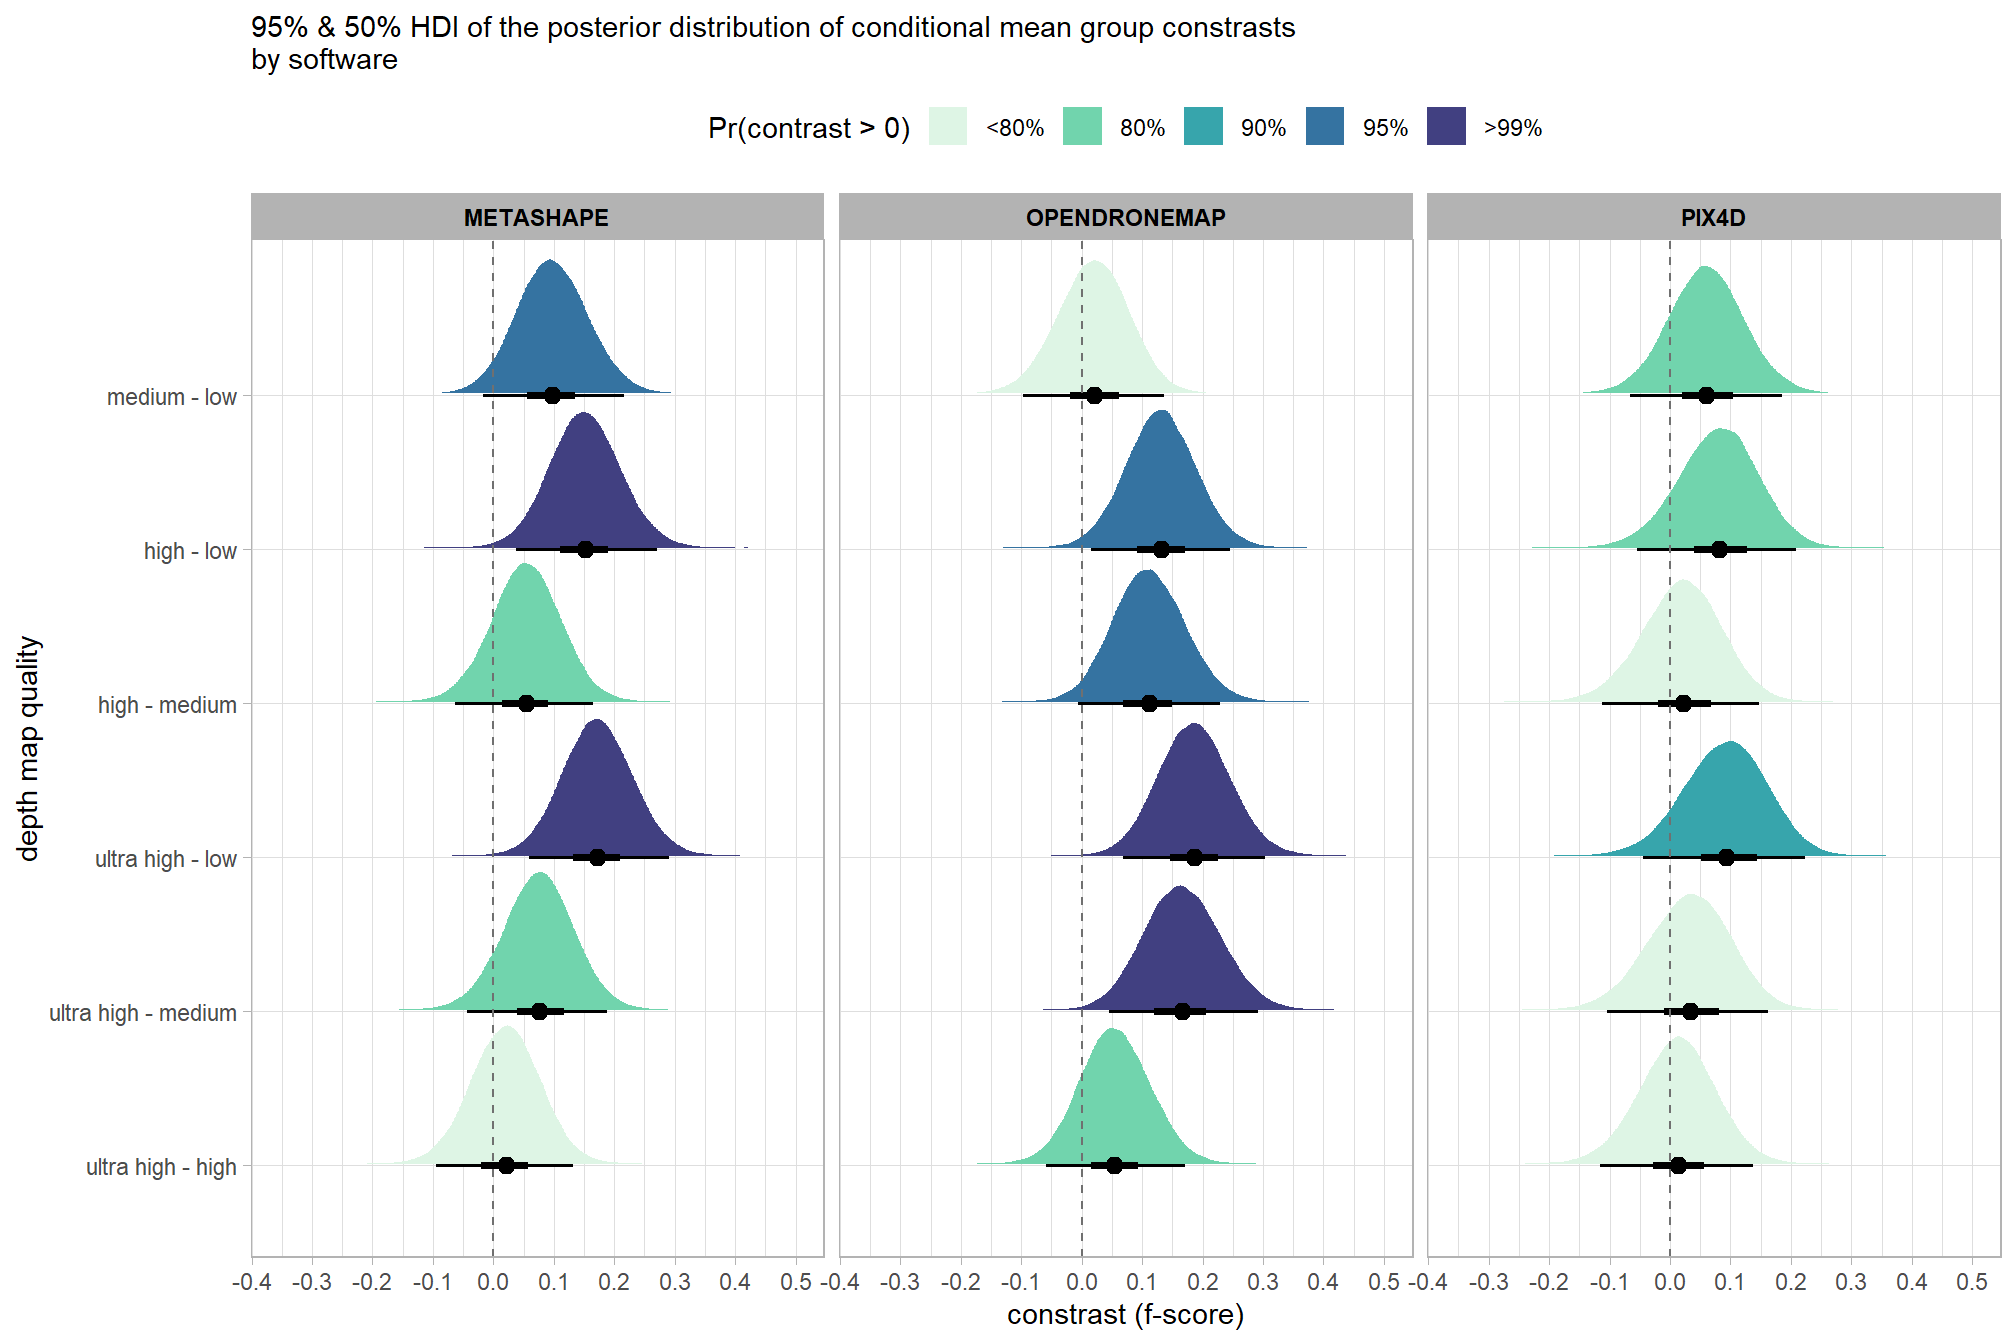 95% & 50% HDI of the posterior distribution of conditional mean group constrasts
by software
Pr(contrast > 0) <80% 80% 90% 95% >99%
METASHAPE OPENDRONEMAP PIX4D
depth map quality
medium - low
high - low
high - medium
ultra high - low
ultra high - medium
ultra high - high
-0.4 -0.3 -0.2 -0.1 0.0 0.1 0.2 0.3 0.4 0.5 -0.4 -0.3 -0.2 -0.1 0.0 0.1 0.2 0.3 0.4 0.5 -0.4 -0.3 -0.2 -0.1 0.0 0.1 0.2 0.3 0.4 0.5
constrast (f-score)